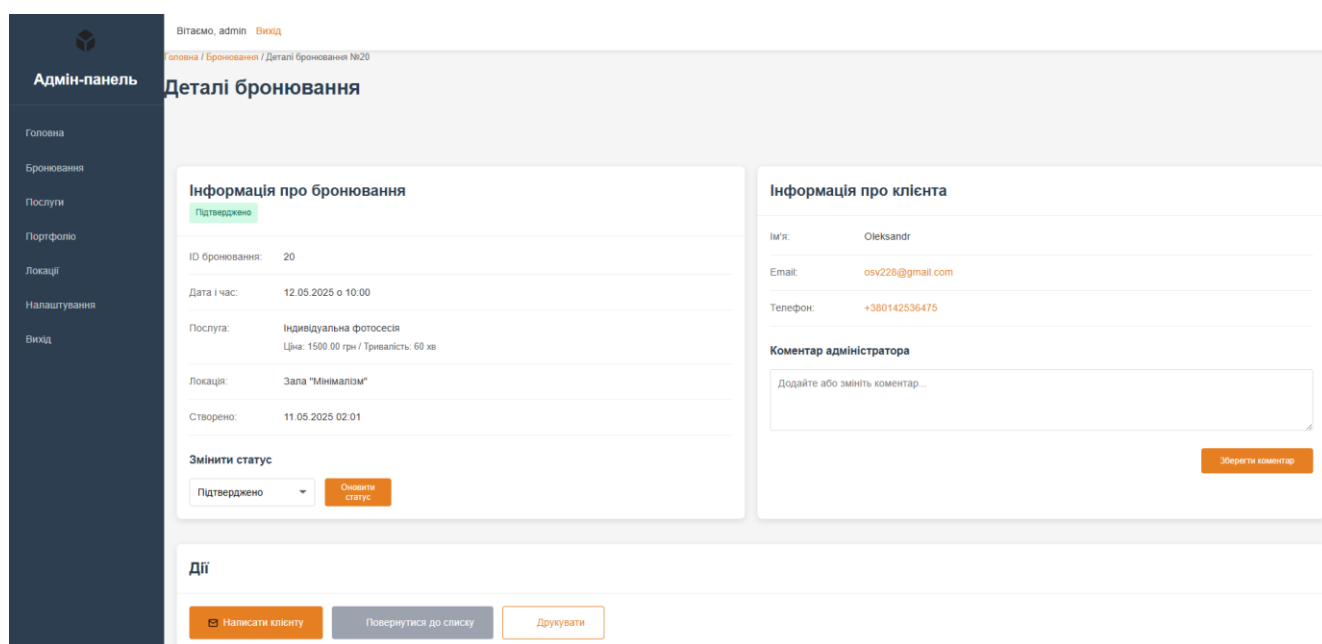 Адмін-панель
Головна
Бронювання
Послуги
Портфоліо
Локації
Налаштування
Вихід
Вітаємо, admin Вихід
Головна / Бронювання / Деталі бронювання №20
Деталі бронювання
Інформація про бронювання
Підтверджено
ID бронювання: 20
Дата і час: 12.05.2025 о 10:00
Послуга: Індивідуальна фотосесія
Ціна: 1500.00 грн / Тривалість: 60 хв
Локація: Зала "Мінімалізм"
Створено: 11.05.2025 02:01
Змінити статус
Підтверджено
Оновити
статус
Інформація про клієнта
Ім'я: Oleksandr
Email: osv228@gmail.com
Телефон: +380142536475
Коментар адміністратора
Додайте або змініть коментар...
Зберегти коментар
Дії
Написати клієнту
Повернутися до списку
Друкувати